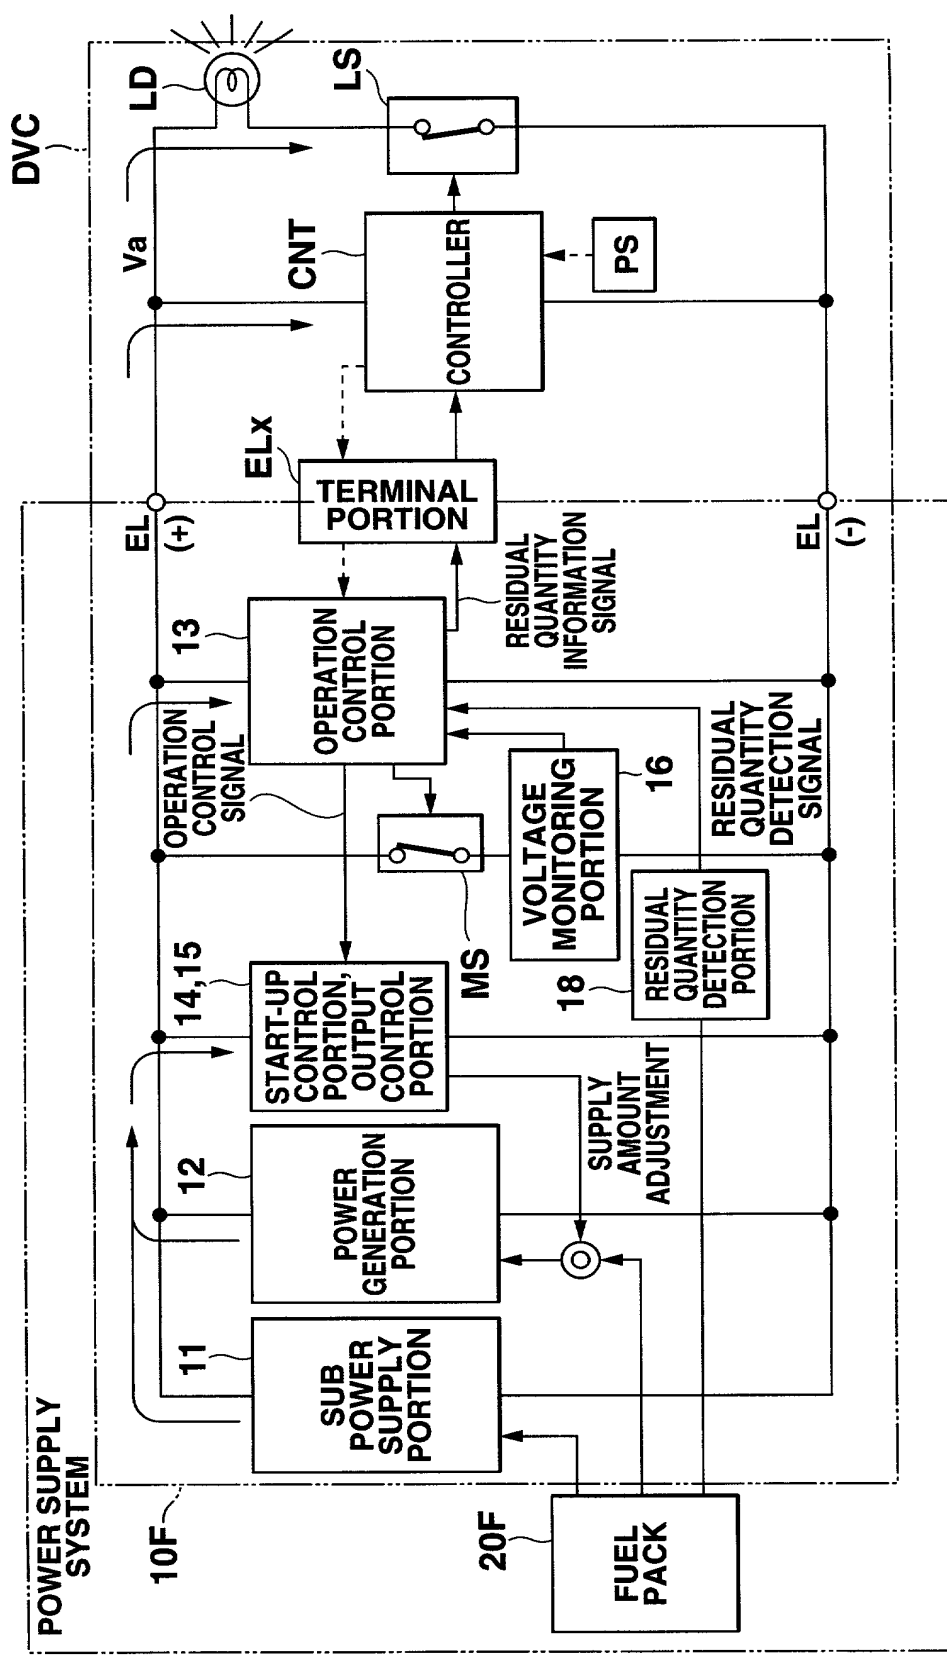 POWER SUPPLY
SYSTEM
10F
20F
FUEL
PACK
11
SUB
POWER
SUPPLY
PORTION
12
POWER
GENERATION
PORTION
SUPPLY
AMOUNT
ADJUSTMENT
14,15
START-UP
CONTROL
PORTION,
OUTPUT
CONTROL
PORTION
18
RESIDUAL
QUANTITY
DETECTION
PORTION
MS
VOLTAGE
MONITORING
PORTION
16
RESIDUAL
QUANTITY
DETECTION
SIGNAL
OPERATION
CONTROL
SIGNAL
13
OPERATION
CONTROL
PORTION
RESIDUAL
QUANTITY
INFORMATION
SIGNAL
EL
(+)
ELx
TERMINAL
PORTION
EL
(-)
Va
CNT
CONTROLLER
PS
LD
LS
DVC